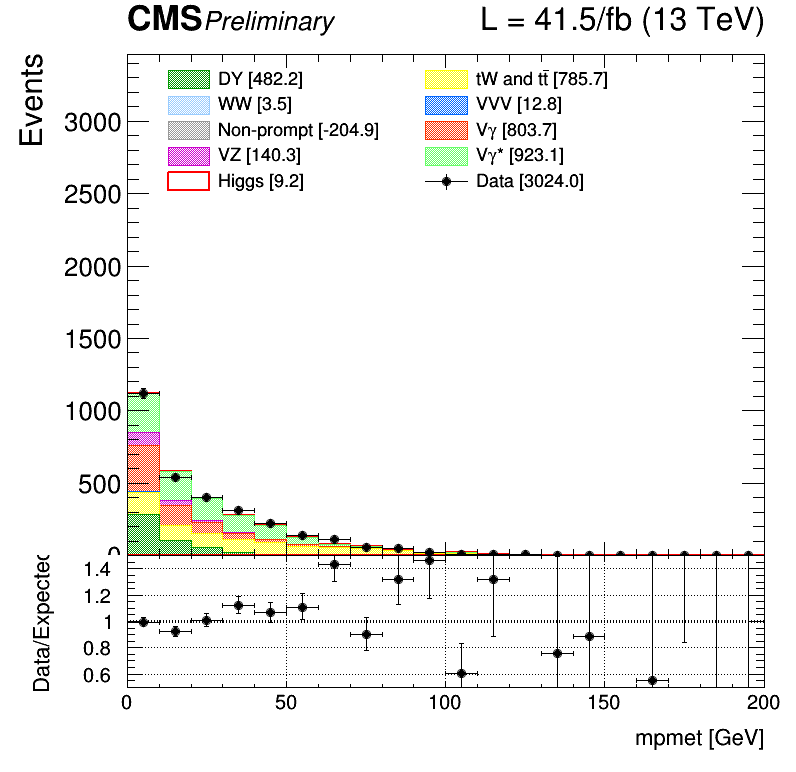 CMS Preliminary L = 41.5/fb (13 TeV)
Events
DY [482.2]
WW [3.5]
Non-prompt [-204.9]
VZ [140.3]
Higgs [9.2]
tW and tt̄ [785.7]
VVV [12.8]
Vγ [803.7]
Vγ* [923.1]
Data [3024.0]
3000
2500
2000
1500
1000
500
0
Data/Expected
1.4
1.2
1
0.8
0.6
0 50 100 150 200
mpmet [GeV]